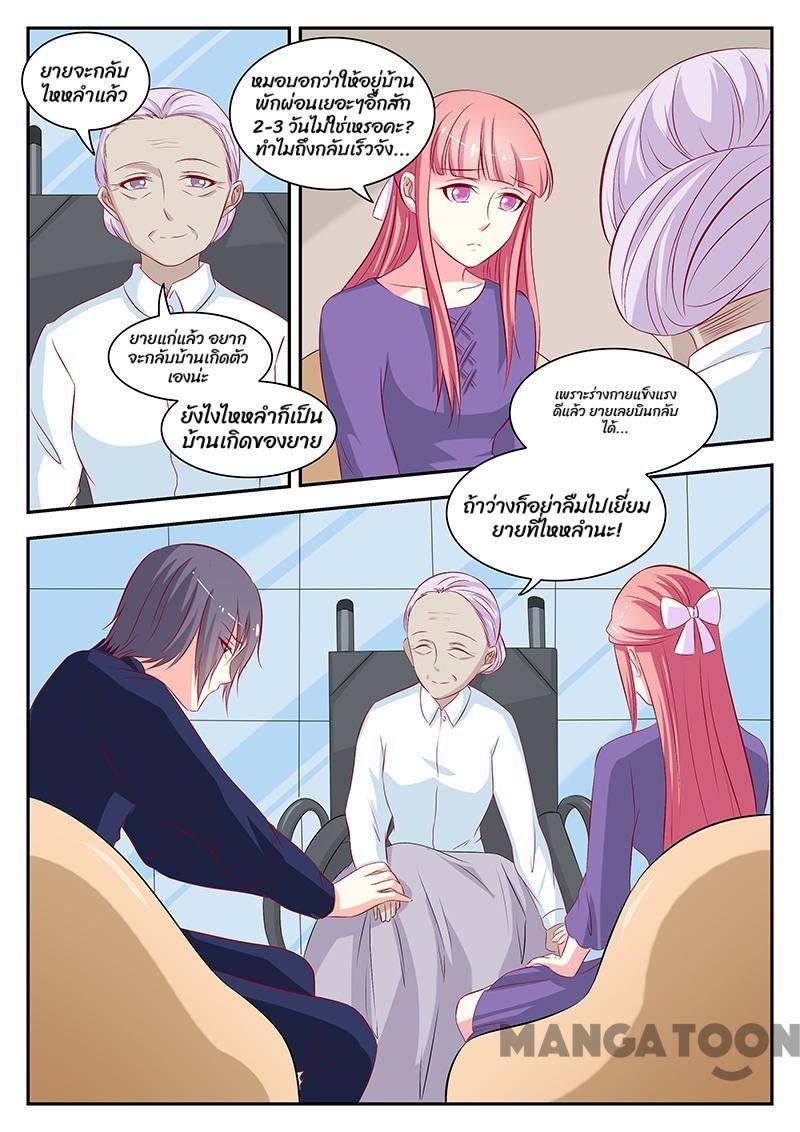 ยายจะกลับ
ไหหลำแล้ว
หมอบอกว่าให้อยู่บ้าน
พักผ่อนเยอะๆอีกสัก
2-3 วันไม่ใช่เหรอคะ?
ทำไมถึงกลับเร็วจัง...
ยายแก่แล้ว อยาก
จะกลับบ้านเกิดตัว
เองน่ะ
ยังไงไหหลำก็เป็น
บ้านเกิดของยาย
เพราะร่างกายแข็งแรง
ดีแล้ว ยายเลยบินกลับ
ได้...
ถ้าว่างก็อย่าลืมไปเยี่ยม
ยายที่ไหหลำนะ!
MANGATOON